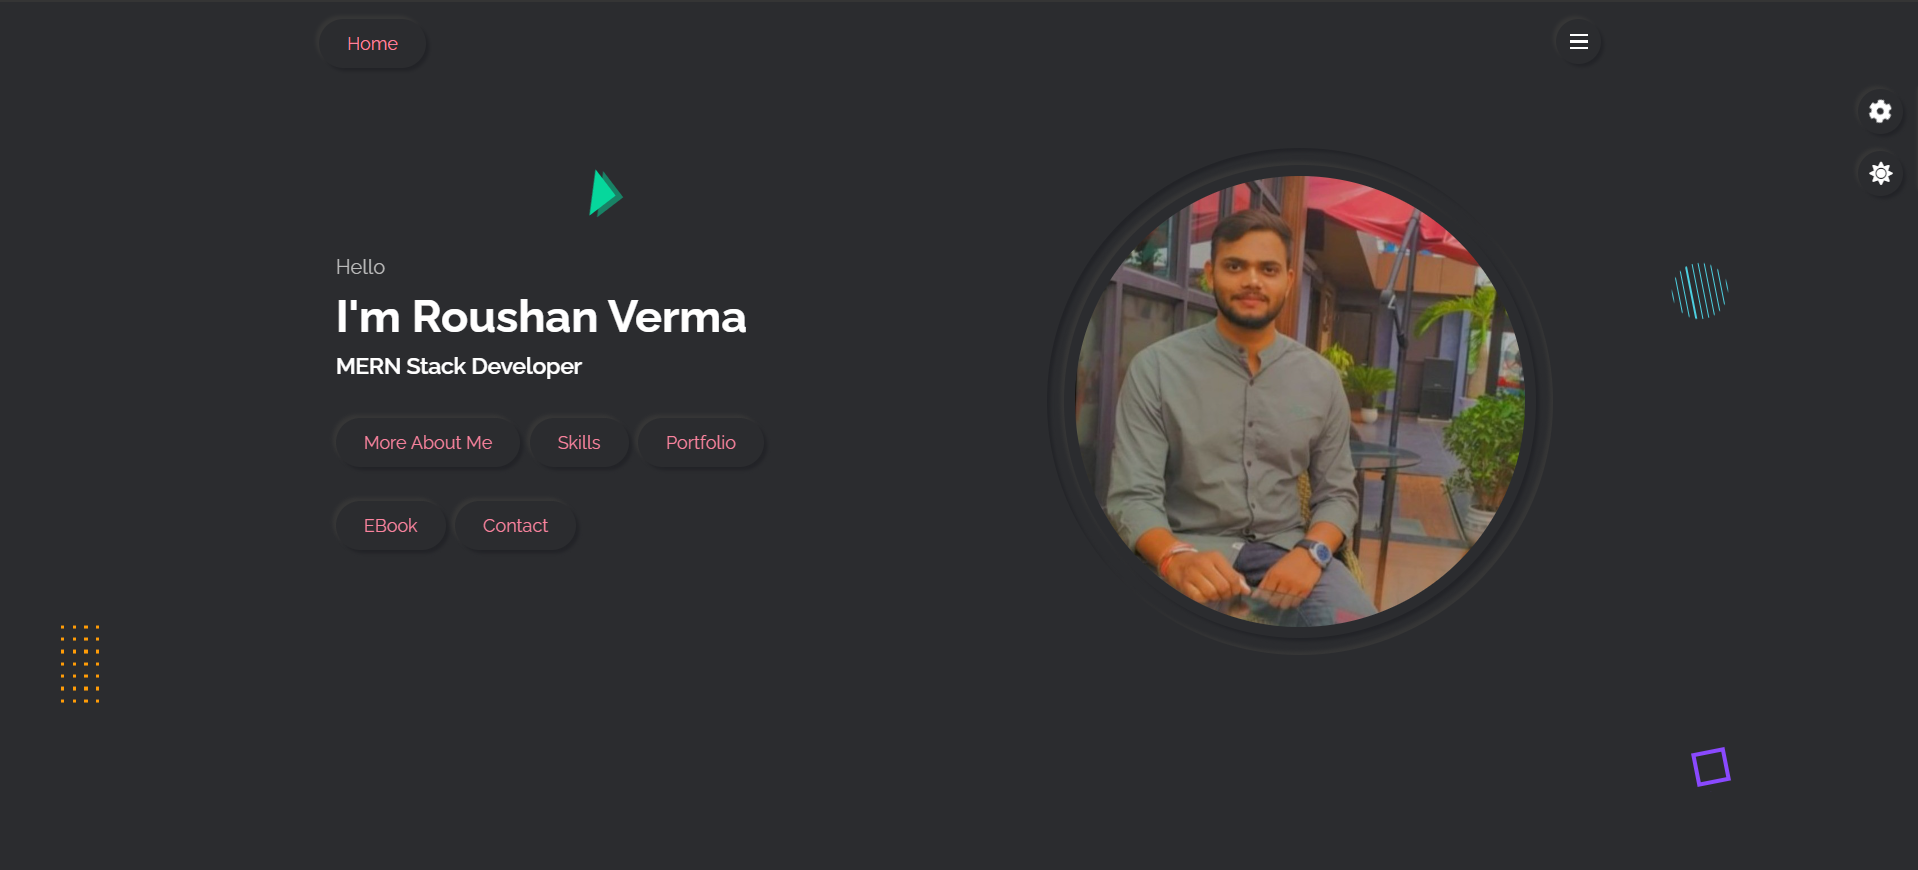 Home
Hello
I'm Roushan Verma
MERN Stack Developer
More About Me Skills Portfolio
EBook Contact